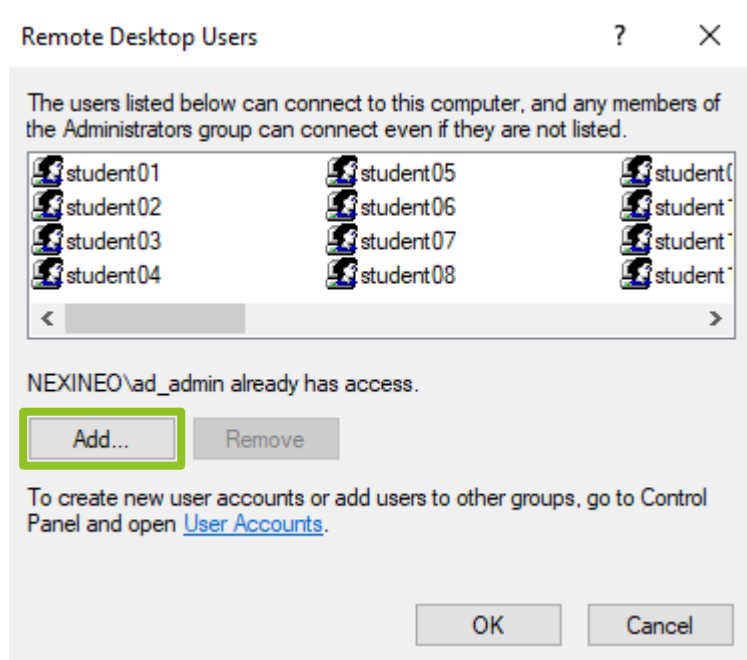 Remote Desktop Users
The users listed below can connect to this computer, and any members of
the Administrators group can connect even if they are not listed.
student01 student05
student02 student06 student
student03 student07 student
student04 student08 student
NEXINEO\ad_admin already has access.
Add... Remove
To create new user accounts or add users to other groups, go to Control
Panel and open User Accounts.
OK Cancel